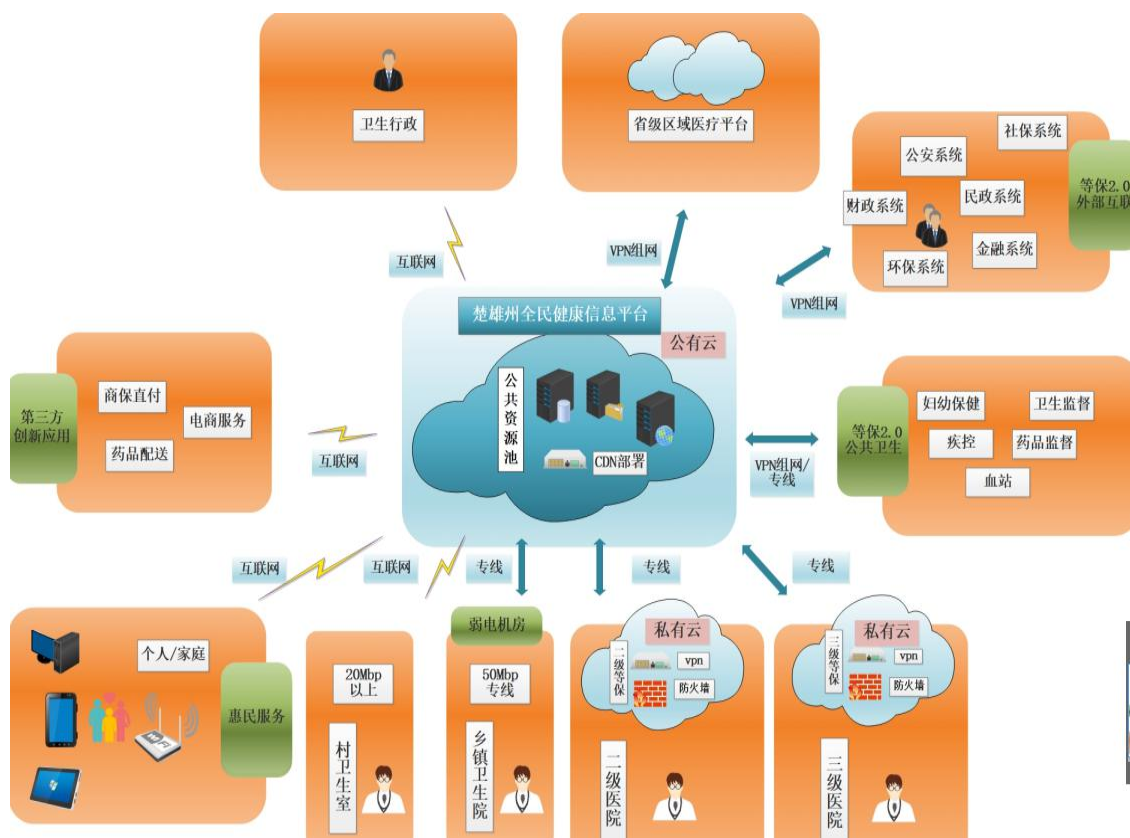 卫生行政
省级区域医疗平台
社保系统
公安系统
财政系统
民政系统
环保系统
金融系统
等保2.0
外部互联
互联网
VPN组网
VPN组网
楚雄州全民健康信息平台
公有云
公共资源池
CDN部署
第三方
创新应用
商保直付
电商服务
药品配送
互联网
VPN组网/
专线
等保2.0
公共卫生
妇幼保健
卫生监督
疾控
药品监督
血站
互联网
互联网
专线
专线
专线
个人/家庭
惠民服务
WiFi
20Mbp
以上
村卫生室
弱电机房
50Mbp
专线
乡镇卫生院
私有云
二级等保
vpn
防火墙
二级医院
私有云
三级等保
vpn
防火墙
三级医院